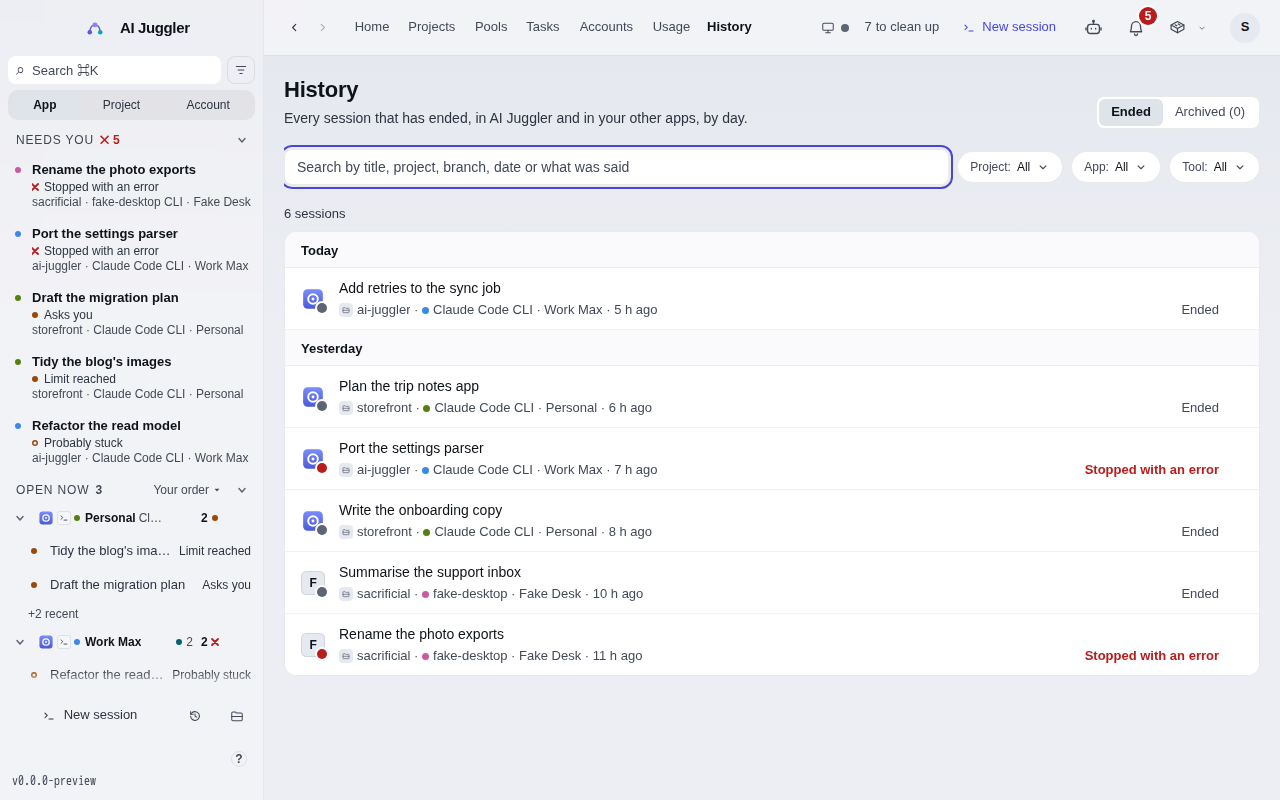 AI Juggler
Search ⌘K
App Project Account
NEEDS YOU 5
Rename the photo exports
Stopped with an error
sacrificial · fake-desktop CLI · Fake Desk
Port the settings parser
Stopped with an error
ai-juggler · Claude Code CLI · Work Max
Draft the migration plan
Asks you
storefront · Claude Code CLI · Personal
Tidy the blog's images
Limit reached
storefront · Claude Code CLI · Personal
Refactor the read model
Probably stuck
ai-juggler · Claude Code CLI · Work Max
OPEN NOW 3 Your order
Personal Cl… 2
Tidy the blog's ima… Limit reached
Draft the migration plan Asks you
+2 recent
Work Max 2 2
Refactor the read… Probably stuck
New session
?
v0.0.0-preview
Home Projects Pools Tasks Accounts Usage History
7 to clean up
New session
5
S
History
Every session that has ended, in AI Juggler and in your other apps, by day.
Ended Archived (0)
Search by title, project, branch, date or what was said
Project: All App: All Tool: All
6 sessions
Today
Add retries to the sync job
ai-juggler · Claude Code CLI · Work Max · 5 h ago Ended
Yesterday
Plan the trip notes app
storefront · Claude Code CLI · Personal · 6 h ago Ended
Port the settings parser
ai-juggler · Claude Code CLI · Work Max · 7 h ago Stopped with an error
Write the onboarding copy
storefront · Claude Code CLI · Personal · 8 h ago Ended
F Summarise the support inbox
sacrificial · fake-desktop · Fake Desk · 10 h ago Ended
F Rename the photo exports
sacrificial · fake-desktop · Fake Desk · 11 h ago Stopped with an error